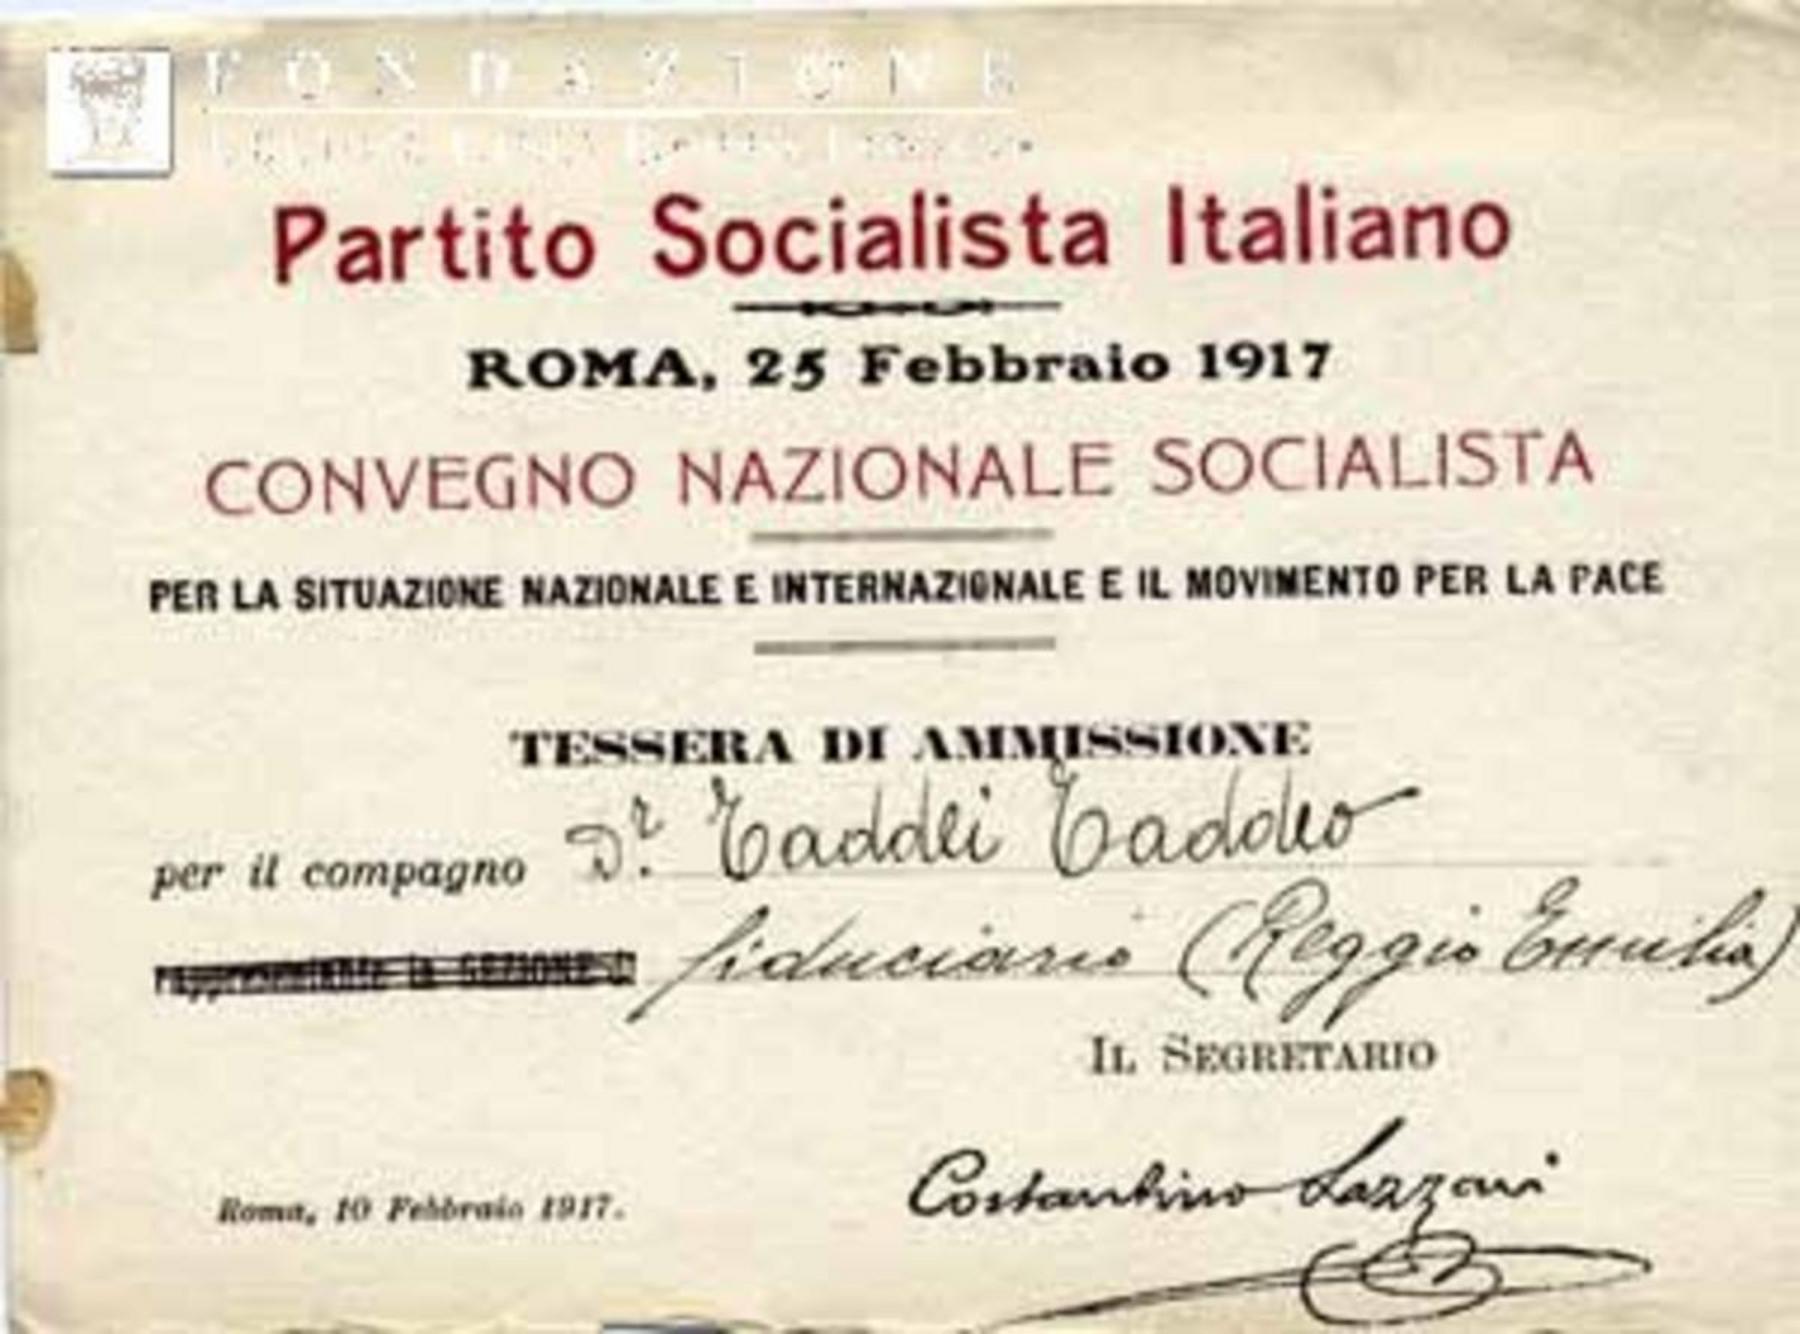 FONDAZIONE
Partito Socialista Italiano
ROMA, 25 Febbraio 1917
CONVEGNO NAZIONALE SOCIALISTA
PER LA SITUAZIONE NAZIONALE E INTERNAZIONALE E IL MOVIMENTO PER LA PACE
TESSERA DI AMMISSIONE
per il compagno Dr. Taddei Taddeo
fiduciario (Reggio Emilia)
IL SEGRETARIO
Costantino Lazzari
Roma, 10 Febbraio 1917.